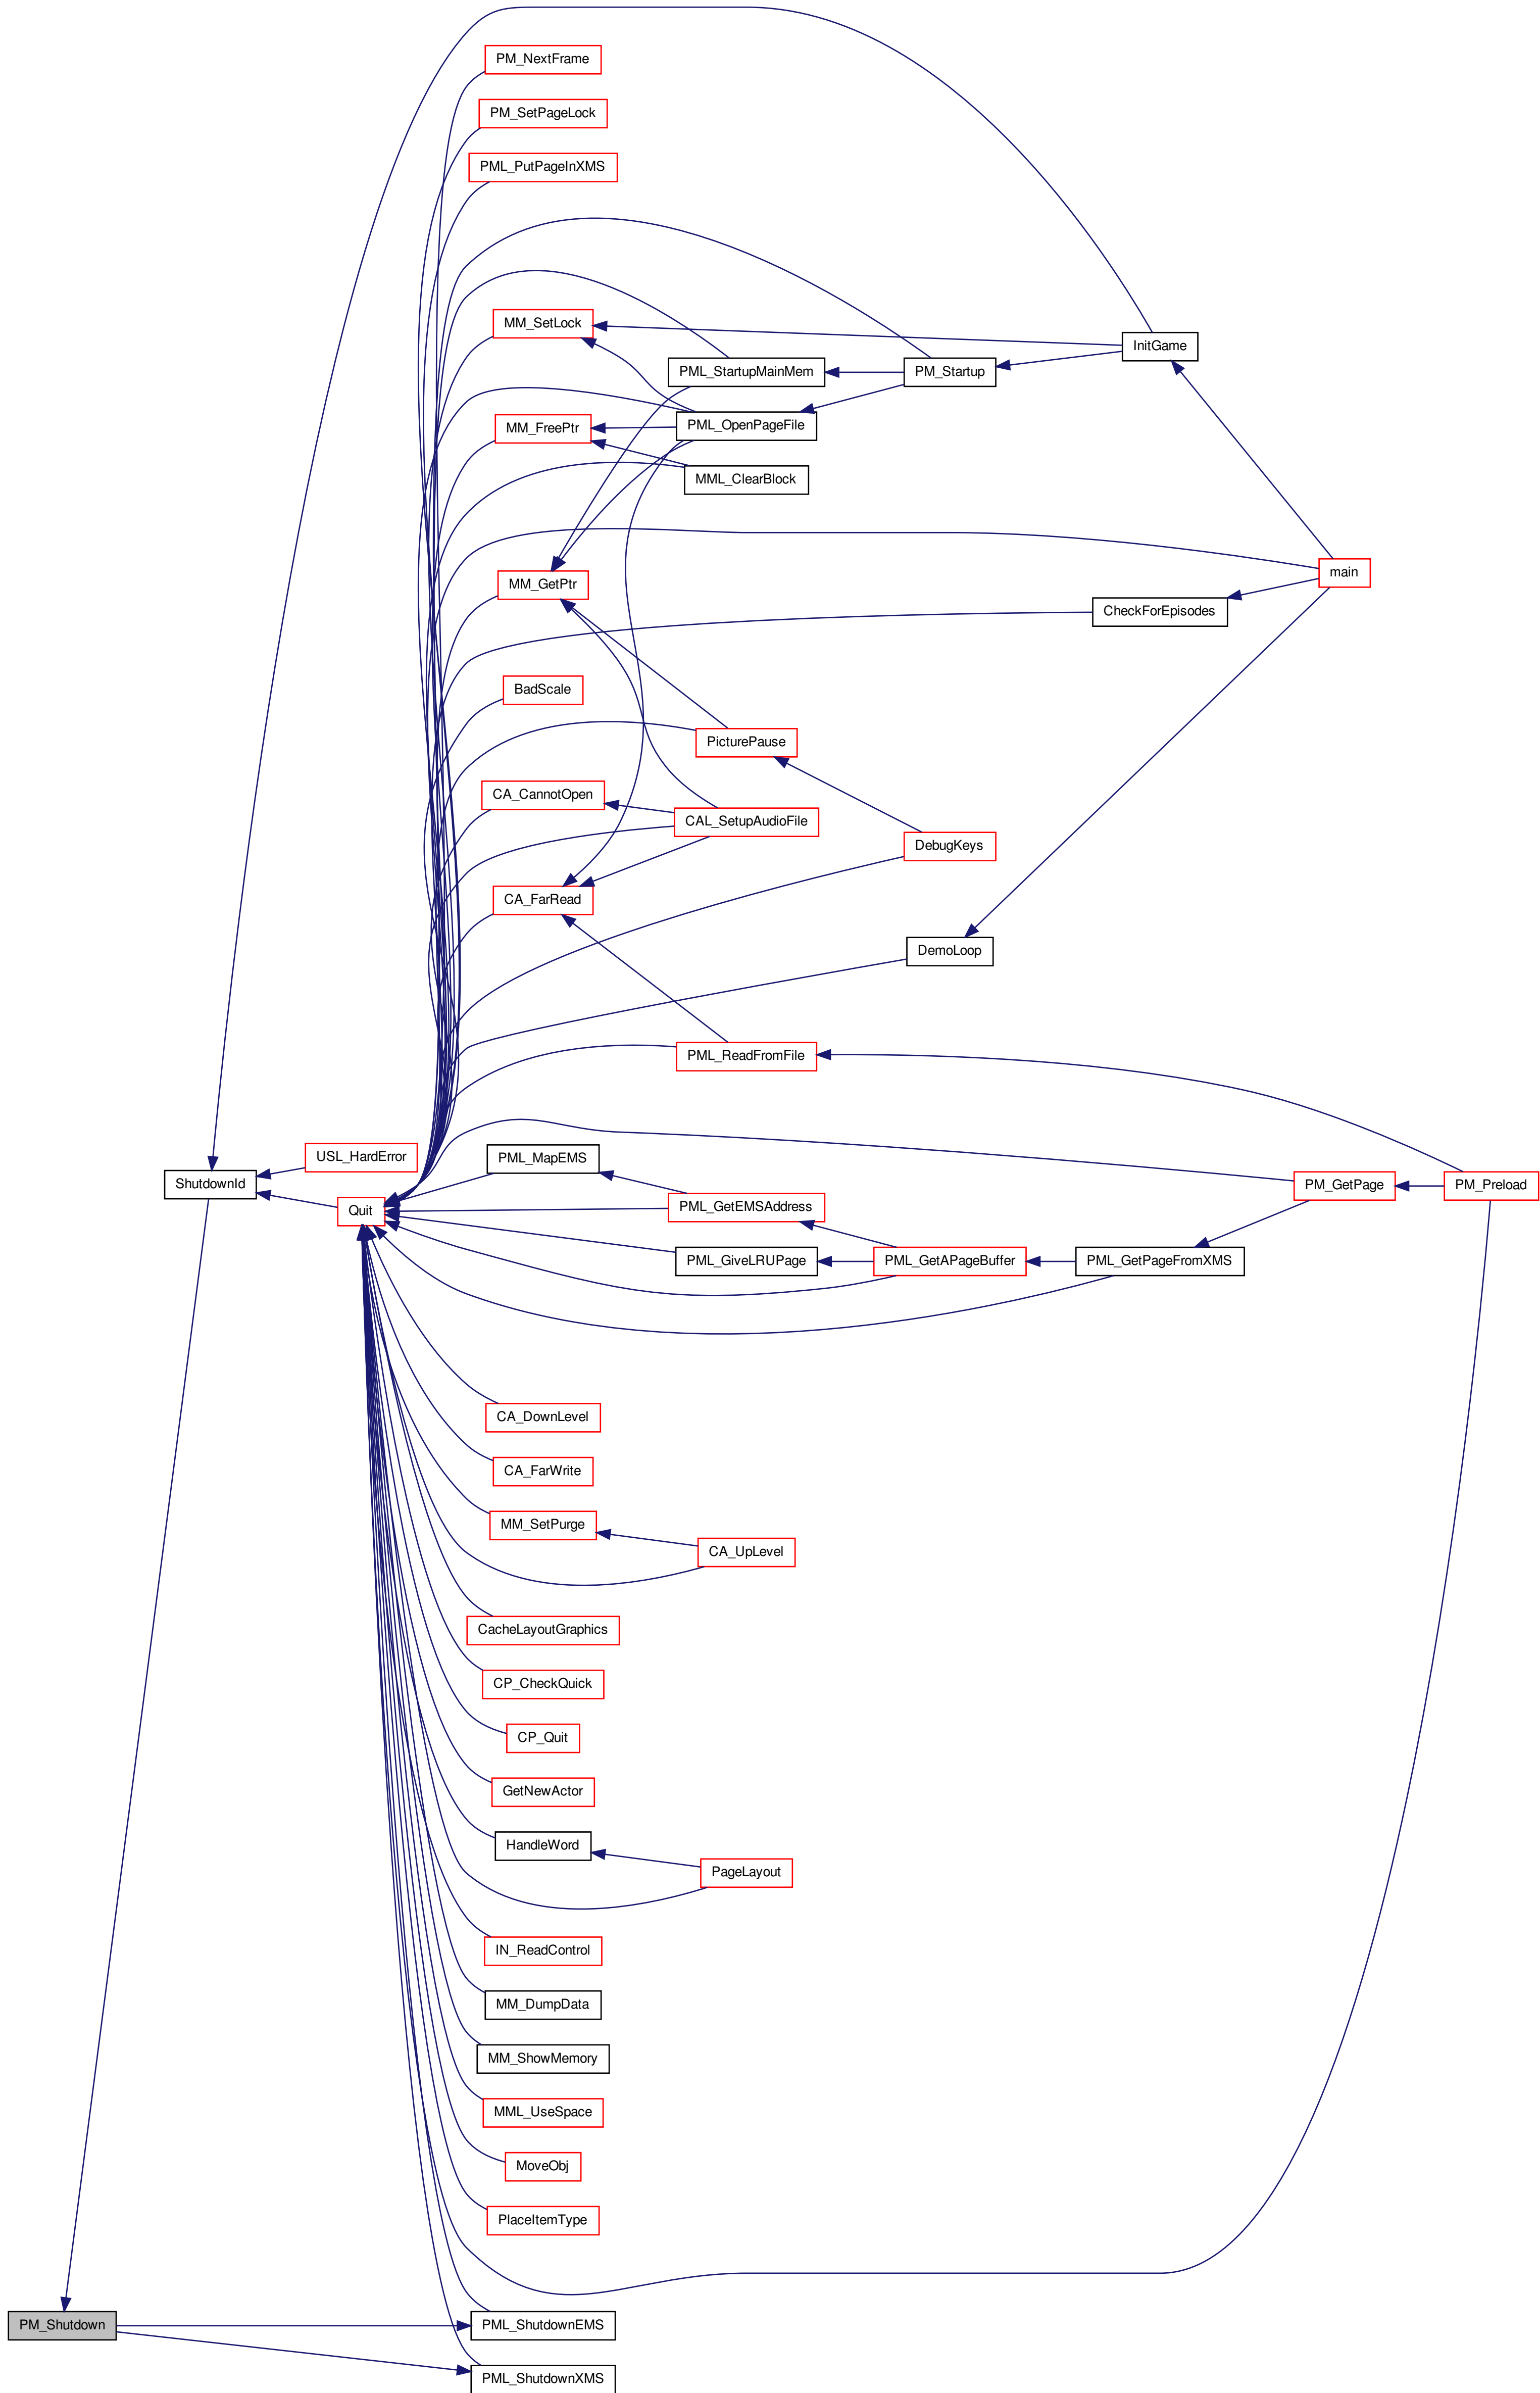 PM_NextFrame
PM_SetPageLock
PML_PutPageInXMS
MM_SetLock
InitGame
PML_StartupMainMem
PM_Startup
MM_FreePtr
PML_OpenPageFile
MML_ClearBlock
MM_GetPtr
main
CheckForEpisodes
BadScale
PicturePause
CA_CannotOpen
CAL_SetupAudioFile
DebugKeys
CA_FarRead
DemoLoop
PML_ReadFromFile
USL_HardError
PML_MapEMS
ShutdownId
PM_GetPage
PM_Preload
Quit
PML_GetEMSAddress
PML_GiveLRUPage
PML_GetAPageBuffer
PML_GetPageFromXMS
CA_DownLevel
CA_FarWrite
MM_SetPurge
CA_UpLevel
CacheLayoutGraphics
CP_CheckQuick
CP_Quit
GetNewActor
HandleWord
PageLayout
IN_ReadControl
MM_DumpData
MM_ShowMemory
MML_UseSpace
MoveObj
PlaceItemType
PM_Shutdown
PML_ShutdownEMS
PML_ShutdownXMS